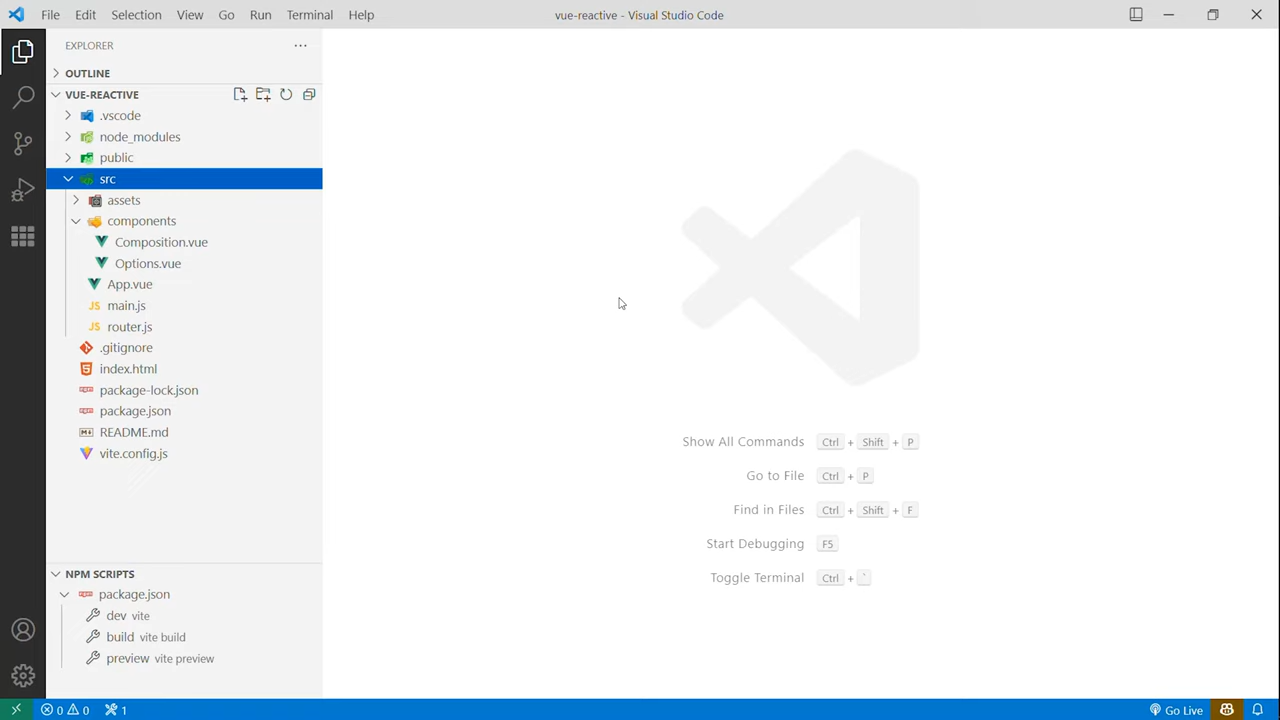 File Edit Selection View Go Run Terminal Help
vue-reactive - Visual Studio Code
EXPLORER
OUTLINE
VUE-REACTIVE
.vscode
node_modules
public
src
assets
components
Composition.vue
Options.vue
App.vue
JS main.js
JS router.js
.gitignore
index.html
package-lock.json
package.json
README.md
vite.config.js
Show All Commands Ctrl + Shift + P
Go to File Ctrl + P
Find in Files Ctrl + Shift + F
Start Debugging F5
Toggle Terminal Ctrl + `
NPM SCRIPTS
package.json
dev vite
build vite build
preview vite preview
0 0 1
Go Live